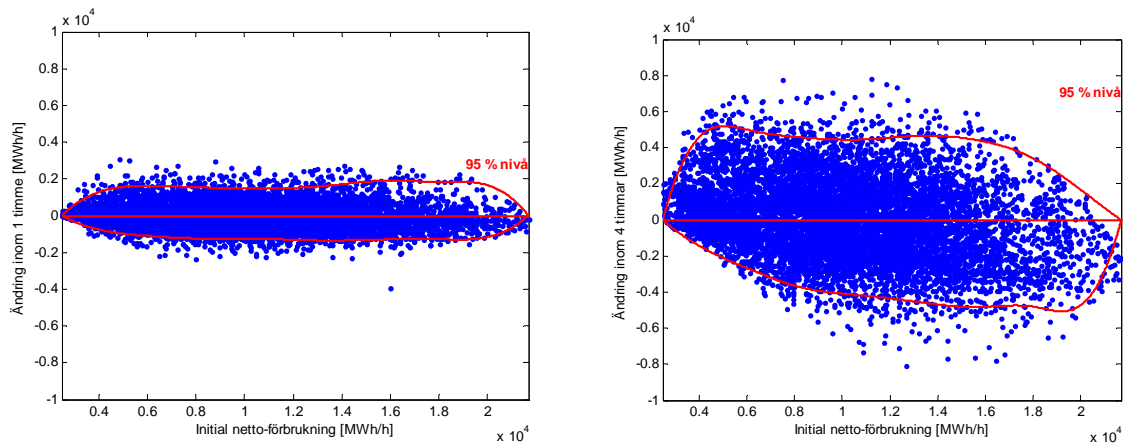 x 10^4
1
0.8
0.6
0.4
0.2
0
-0.2
-0.4
-0.6
-0.8
-1
Ändring inom 1 timme [MWh/h]
95 % nivå
0.4 0.6 0.8 1 1.2 1.4 1.6 1.8 2
Initial netto-förbrukning [MWh/h]
x 10^4
x 10^4
1
0.8
0.6
0.4
0.2
0
-0.2
-0.4
-0.6
-0.8
-1
Ändring inom 4 timmar [MWh/h]
95 % nivå
0.4 0.6 0.8 1 1.2 1.4 1.6 1.8 2
Initial netto-förbrukning [MWh/h]
x 10^4